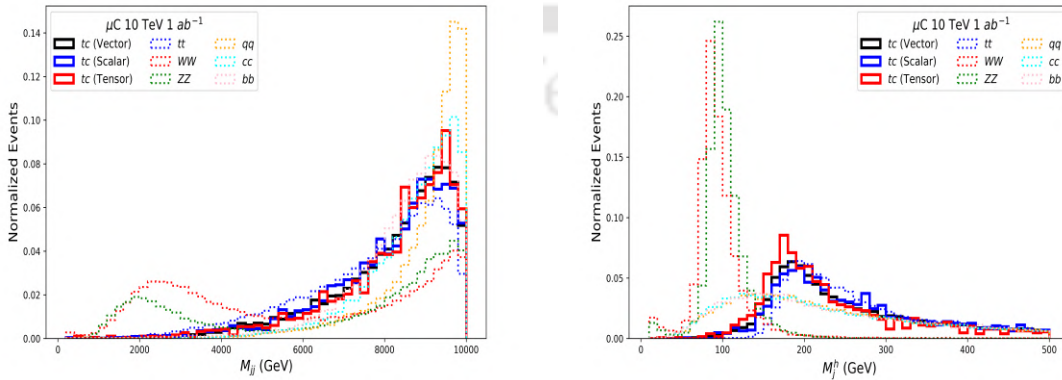 μC 10 TeV 1 ab⁻¹
tc (Vector) tt qq
tc (Scalar) WW cc
tc (Tensor) ZZ bb
Normalized Events
0.14
0.12
0.10
0.08
0.06
0.04
0.02
0.00
0 2000 4000 6000 8000 10000
M_jj (GeV)
μC 10 TeV 1 ab⁻¹
tc (Vector) tt qq
tc (Scalar) WW cc
tc (Tensor) ZZ bb
Normalized Events
0.25
0.20
0.15
0.10
0.05
0.00
0 100 200 300 400 500
M_j^h (GeV)